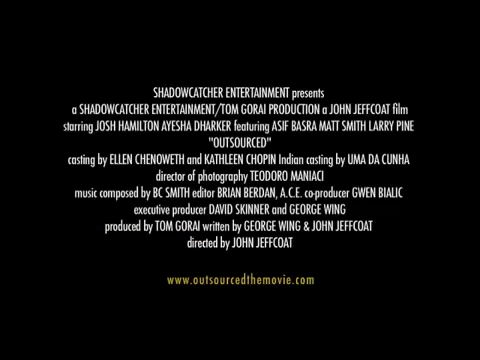 SHADOWCATCHER ENTERTAINMENT presents
a SHADOWCATCHER ENTERTAINMENT/TOM GORAI PRODUCTION a JOHN JEFFCOAT film
starring JOSH HAMILTON AYESHA DHARKER featuring ASIF BASRA MATT SMITH LARRY PINE
"OUTSOURCED"
casting by ELLEN CHENOWETH and KATHLEEN CHOPIN Indian casting by UMA DA CUNHA
director of photography TEODORO MANIACI
music composed by BC SMITH editor BRIAN BERDAN, A.C.E. co-producer GWEN BIALIC
executive producer DAVID SKINNER and GEORGE WING
produced by TOM GORAI written by GEORGE WING & JOHN JEFFCOAT
directed by JOHN JEFFCOAT
www.outsourcedthemovie.com